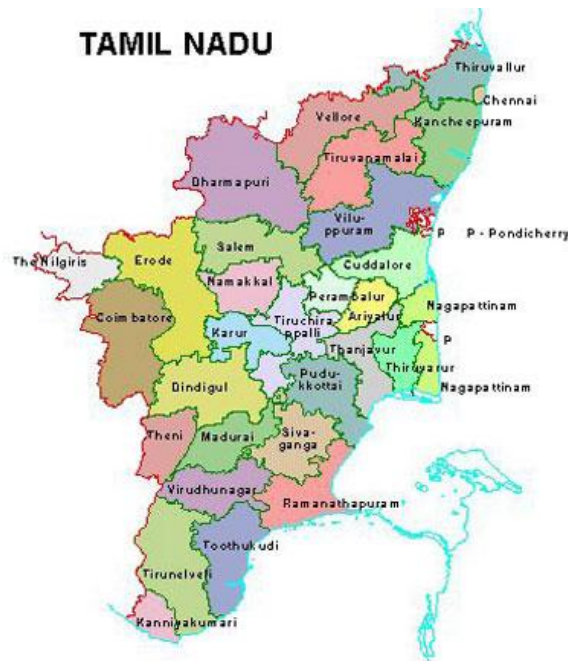 TAMIL NADU
Thiruvallur
Chennai
Vellore
Kancheepuram
Tiruvanamalai
Dharmapuri
Vilu-
ppuram
P
P - Pondicherry
Salem
The Nilgiris
Erode
Cuddalore
Namakkal
Perambalur
Nagapattinam
Coimbatore
Tiruchira
ppalli
Ariyalur
Karur
Thanjavur
P
Pudu-
kkottai
Thiruvarur
Dindigul
Nagapattinam
Theni
Madurai
Siva-
ganga
Virudhunagar
Ramanathapuram
Toothukudi
Tirunelveli
Kanniyakumari